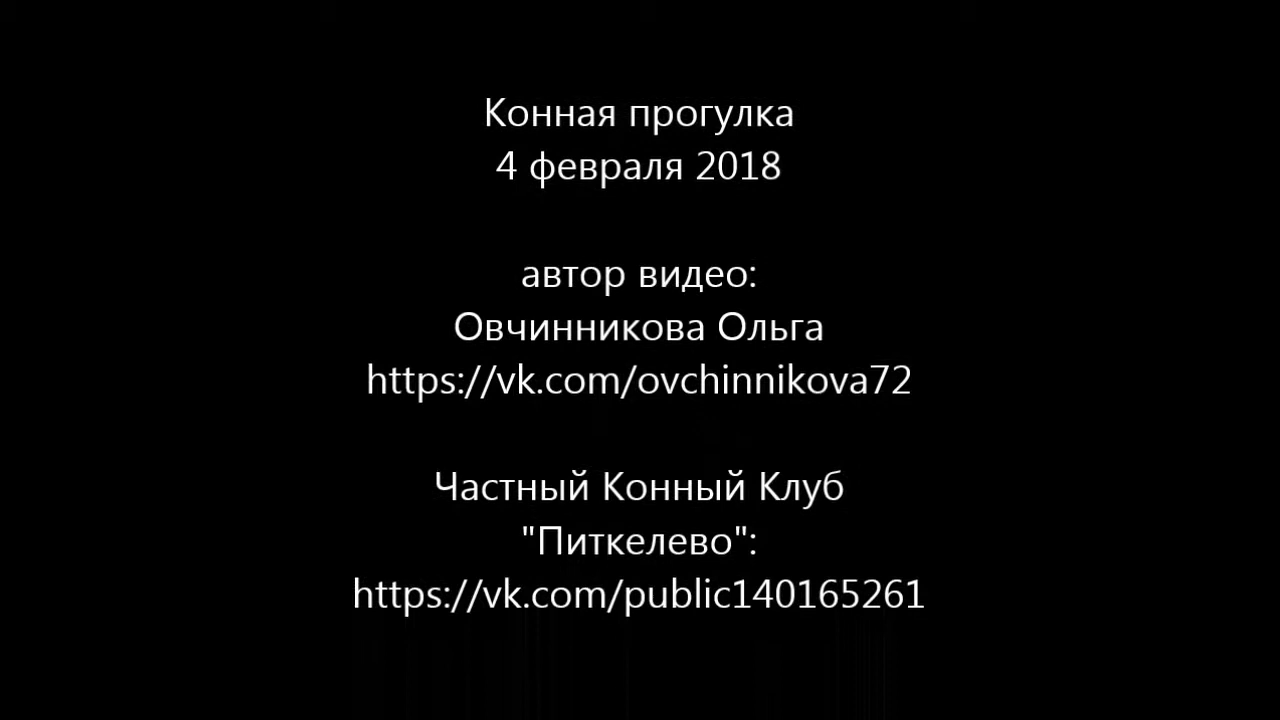 Конная прогулка
4 февраля 2018
автор видео:
Овчинникова Ольга
https://vk.com/ovchinnikova72
Частный Конный Клуб
"Питкелево":
https://vk.com/public140165261